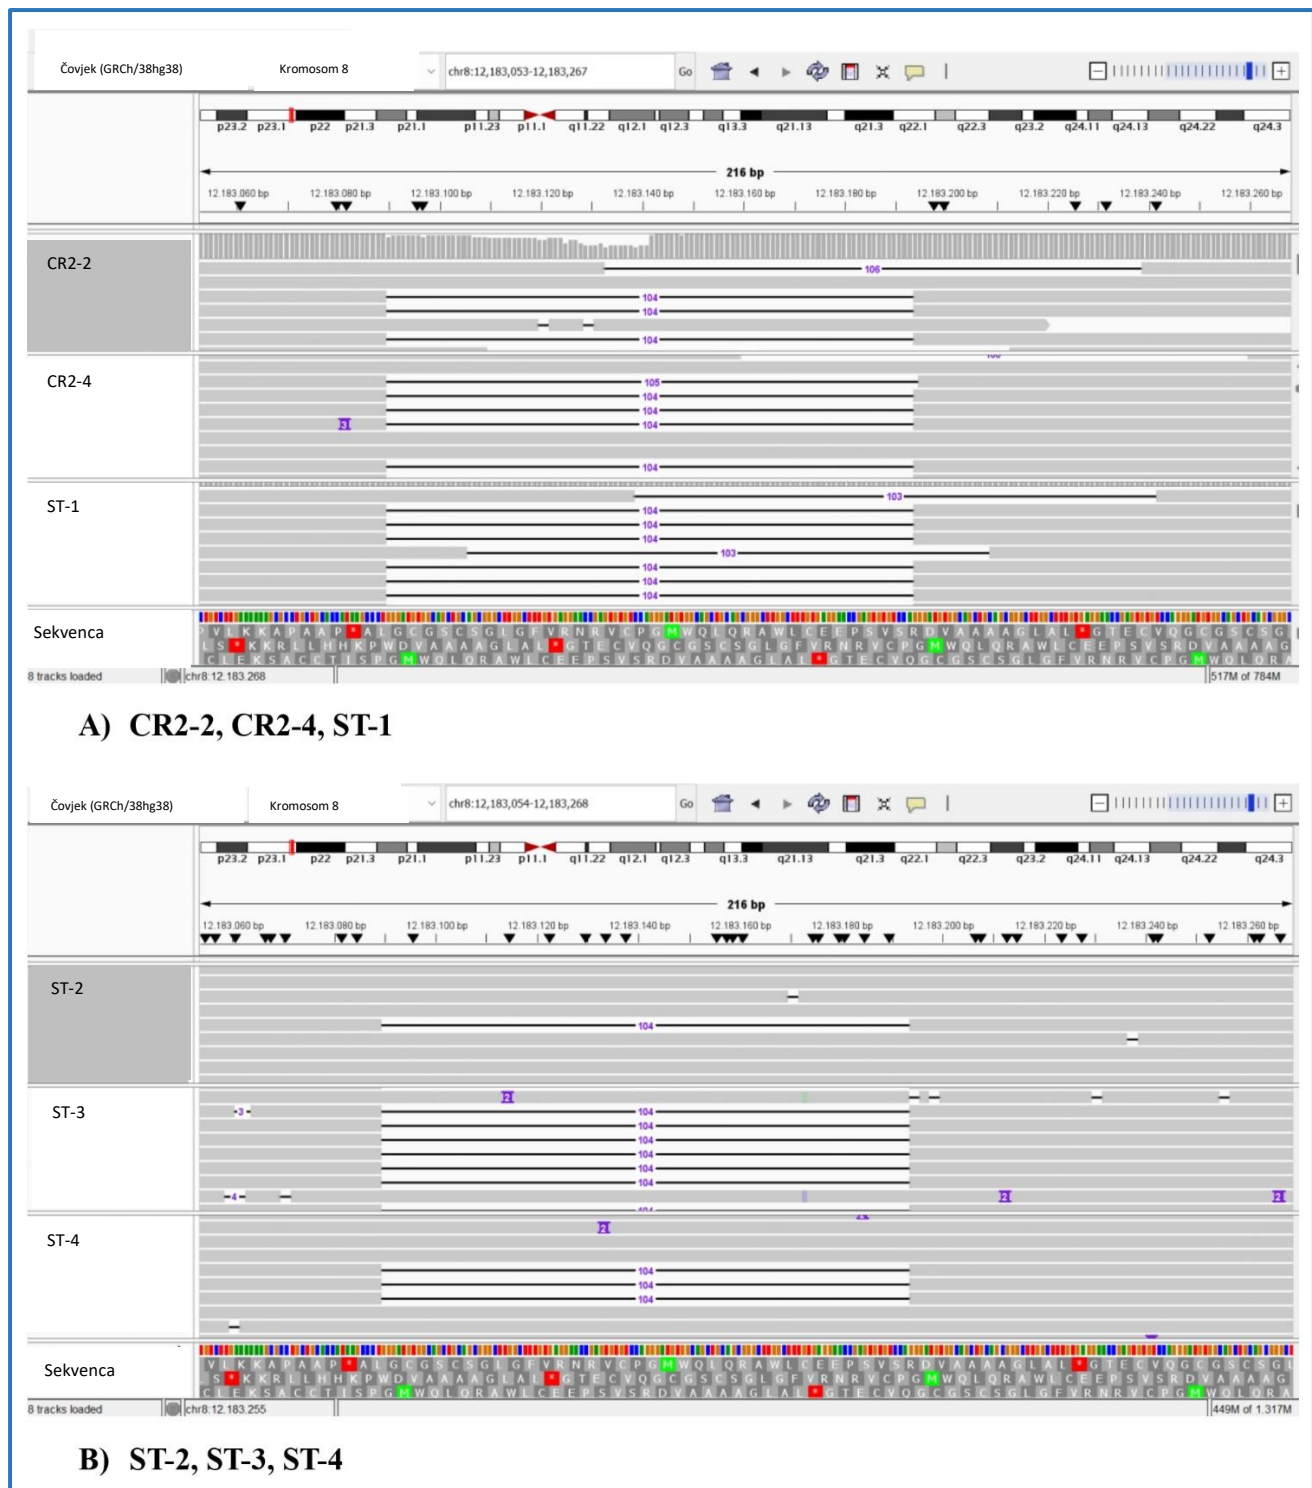 Čovjek (GRCh/38hg38) Kromosom 8 chr8:12,183,053-12,183,267 Go
p23.2 p23.1 p22 p21.3 p21.1 p11.23 p11.1 q11.22 q12.1 q12.3 q13.3 q21.13 q21.3 q22.1 q22.3 q23.2 q24.11 q24.13 q24.22 q24.3
216 bp
12.183.060 bp 12.183.080 bp 12.183.100 bp 12.183.120 bp 12.183.140 bp 12.183.160 bp 12.183.180 bp 12.183.200 bp 12.183.220 bp 12.183.240 bp 12.183.260 bp
CR2-2
106
104
104
104
CR2-4
105
104
104
3 104
104
ST-1
103
104
104
104
103
104
104
Sekvenca
P V L K K A P A A P * A L G C G S C S G L G F V R N R V C P G M W Q L Q R A W L C E E P S V S R D V A A A A G L A L * G T E C V Q G C G S C S G
L S * K K R L L H H K P W D V A A A A G L A L * G T E C V Q G C G S C S G L G F V R N R V C P G M W Q L Q R A W L C E E P S V S R D V A A A A G
C L E K S A C C T I S P G M W Q L Q R A W L C E E P S V S R D V A A A A G L A L * G T E C V Q G C G S C S G L G F V R N R V C P G M W Q L Q R A
8 tracks loaded chr8:12.183.268 517M of 784M
A) CR2-2, CR2-4, ST-1
Čovjek (GRCh/38hg38) Kromosom 8 chr8:12,183,054-12,183,268 Go
p23.2 p23.1 p22 p21.3 p21.1 p11.23 p11.1 q11.22 q12.1 q12.3 q13.3 q21.13 q21.3 q22.1 q22.3 q23.2 q24.11 q24.13 q24.22 q24.3
216 bp
12.183.060 bp 12.183.080 bp 12.183.100 bp 12.183.120 bp 12.183.140 bp 12.183.160 bp 12.183.180 bp 12.183.200 bp 12.183.220 bp 12.183.240 bp 12.183.260 bp
ST-2
104
ST-3
2
3 104
104
104
104
104
104
4 2 2
104
ST-4
2
104
104
104
Sekvenca
V L K K A P A A P * A L G C G S C S G L G F V R N R V C P G M W Q L Q R A W L C E E P S V S R D V A A A A G L A L * G T E C V Q G C G S C S G L
S * K K R L L H H K P W D V A A A A G L A L * G T E C V Q G C G S C S G L G F V R N R V C P G M W Q L Q R A W L C E E P S V S R D V A A A A G
C L E K S A C C T I S P G M W Q L Q R A W L C E E P S V S R D V A A A A G L A L * G T E C V Q G C G S C S G L G F V R N R V C P G M W Q L Q R A
8 tracks loaded chr8:12.183.255 449M of 1.317M
B) ST-2, ST-3, ST-4